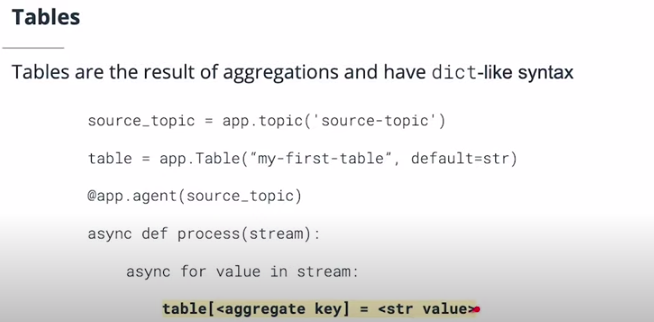 Tables
Tables are the result of aggregations and have dict-like syntax
source_topic = app.topic('source-topic')
table = app.Table("my-first-table", default=str)
@app.agent(source_topic)
async def process(stream):
async for value in stream:
table[<aggregate key] = <str value>